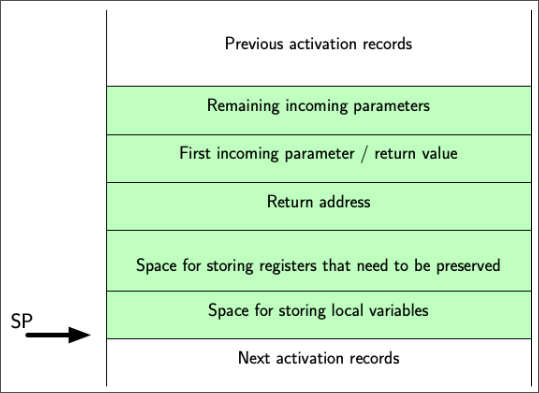 Previous activation records
Remaining incoming parameters
First incoming parameter / return value
Return address
Space for storing registers that need to be preserved
Space for storing local variables
SP
Next activation records